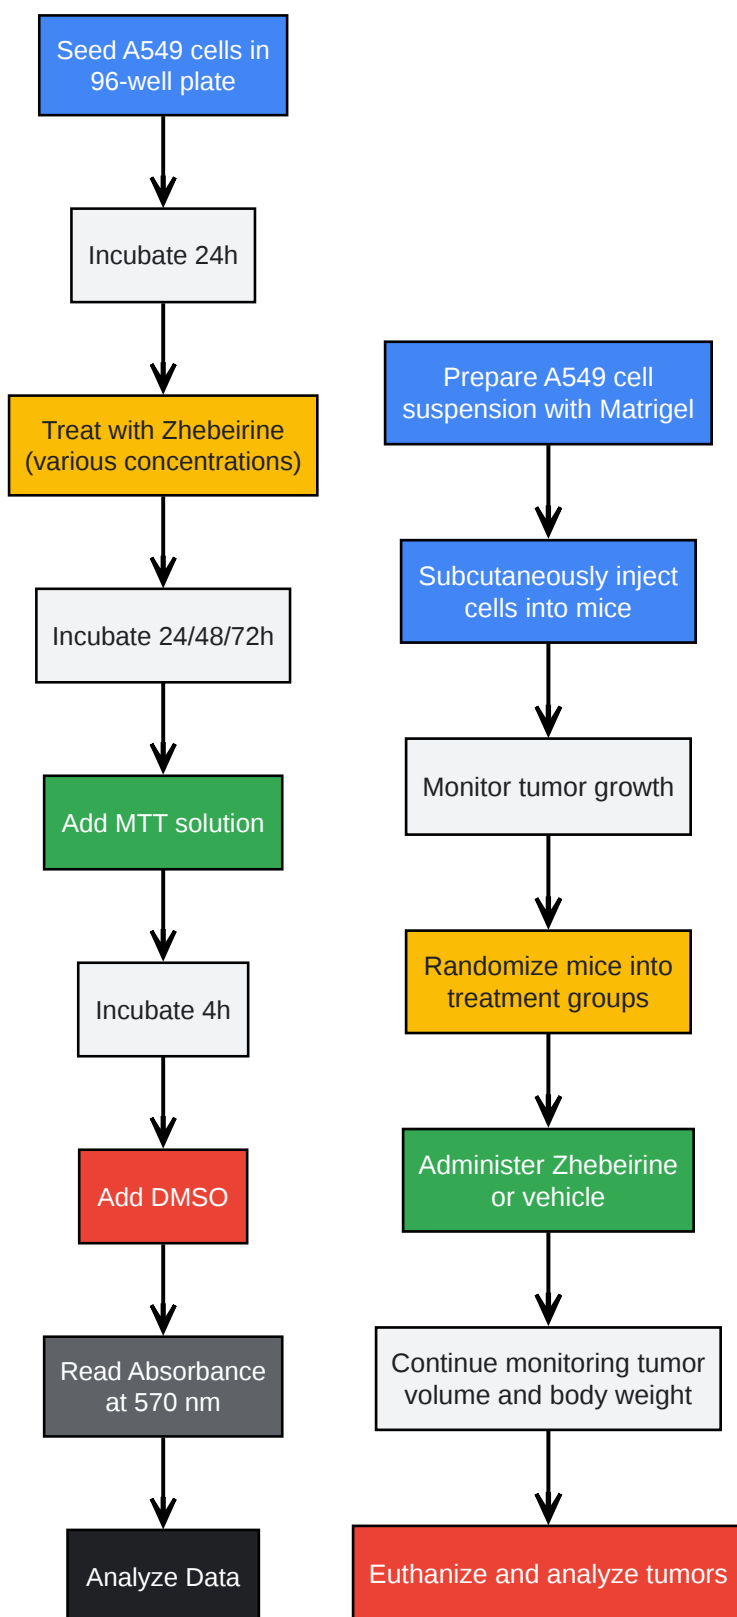 Seed A549 cells in
96-well plate
Incubate 24h
Treat with Zhebeirine
(various concentrations)
Incubate 24/48/72h
Add MTT solution
Incubate 4h
Add DMSO
Read Absorbance
at 570 nm
Analyze Data
Prepare A549 cell
suspension with Matrigel
Subcutaneously inject
cells into mice
Monitor tumor growth
Randomize mice into
treatment groups
Administer Zhebeirine
or vehicle
Continue monitoring tumor
volume and body weight
Euthanize and analyze tumors